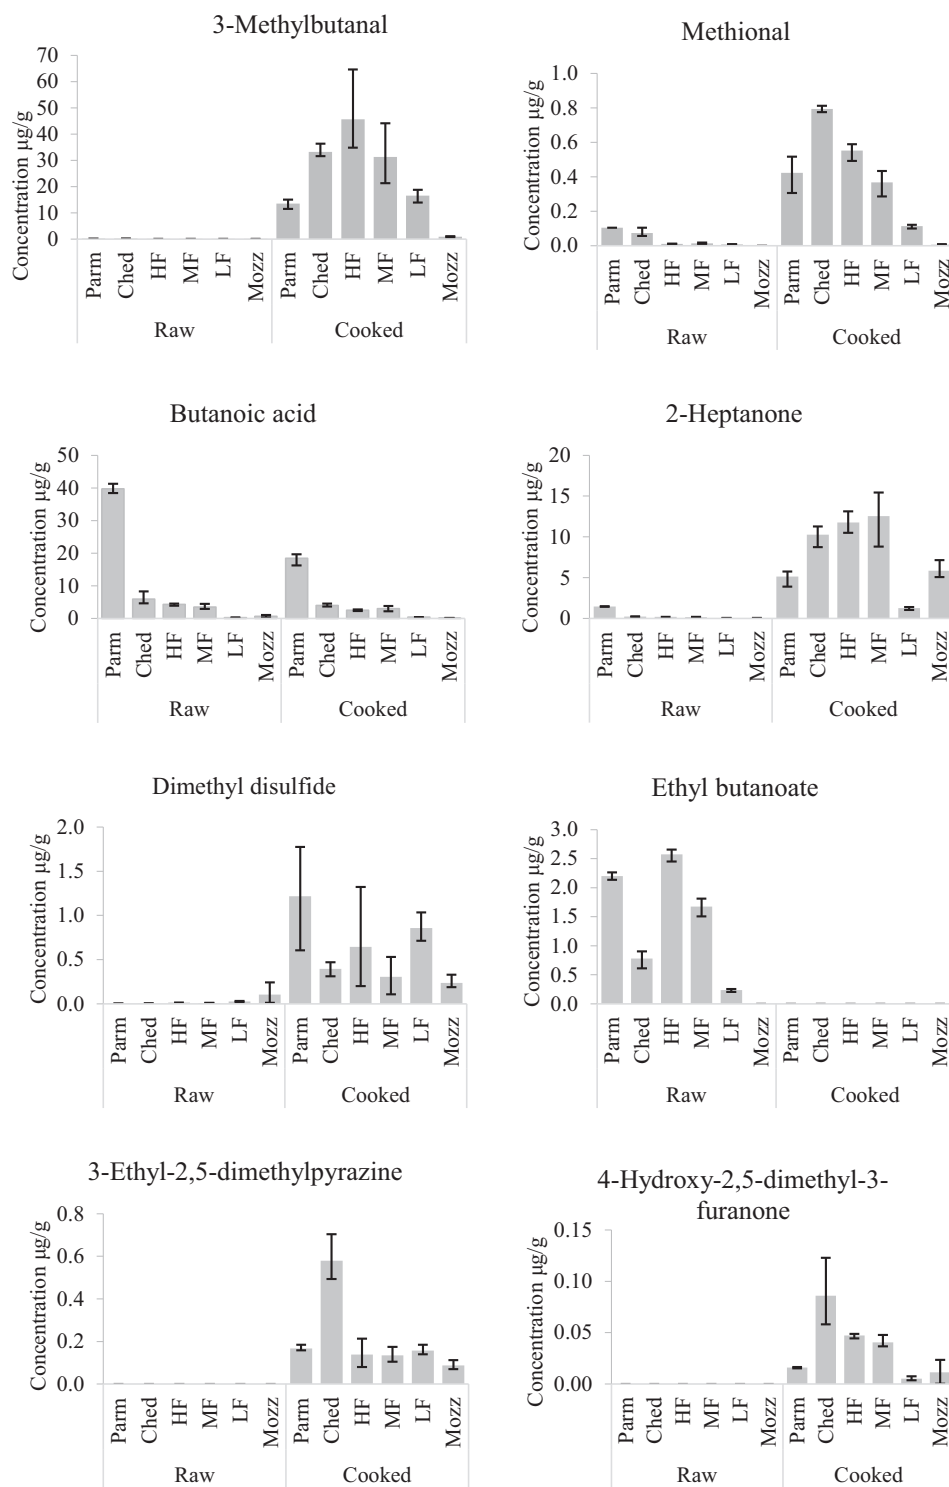 3-Methylbutanal
Concentration µg/g
70
60
50
40
30
20
10
0
Parm Ched HF MF LF Mozz Parm Ched HF MF LF Mozz
Raw Cooked
Methional
Concentration µg/g
1.0
0.8
0.6
0.4
0.2
0.0
Parm Ched HF MF LF Mozz Parm Ched HF MF LF Mozz
Raw Cooked
Butanoic acid
Concentration µg/g
50
40
30
20
10
0
Parm Ched HF MF LF Mozz Parm Ched HF MF LF Mozz
Raw Cooked
2-Heptanone
Concentration µg/g
20
15
10
5
0
Parm Ched HF MF LF Mozz Parm Ched HF MF LF Mozz
Raw Cooked
Dimethyl disulfide
Concentration µg/g
2.0
1.5
1.0
0.5
0.0
Parm Ched HF MF LF Mozz Parm Ched HF MF LF Mozz
Raw Cooked
Ethyl butanoate
Concentration µg/g
3.0
2.5
2.0
1.5
1.0
0.5
0.0
Parm Ched HF MF LF Mozz Parm Ched HF MF LF Mozz
Raw Cooked
3-Ethyl-2,5-dimethylpyrazine
Concentration µg/g
0.8
0.6
0.4
0.2
0.0
Parm Ched HF MF LF Mozz Parm Ched HF MF LF Mozz
Raw Cooked
4-Hydroxy-2,5-dimethyl-3-
furanone
Concentration µg/g
0.15
0.10
0.05
0.00
Parm Ched HF MF LF Mozz Parm Ched HF MF LF Mozz
Raw Cooked